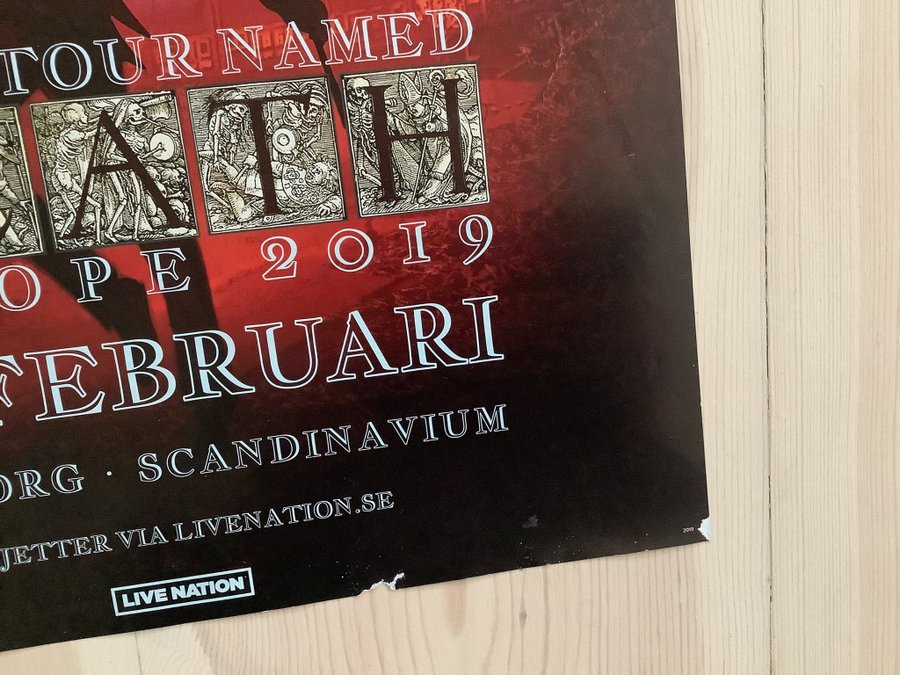 TOUR NAMED
ATH
OPE 2019
FEBRUARI
ORG · SCANDINAVIUM
JETTER VIA LIVENATION.SE
2019
LIVE NATION